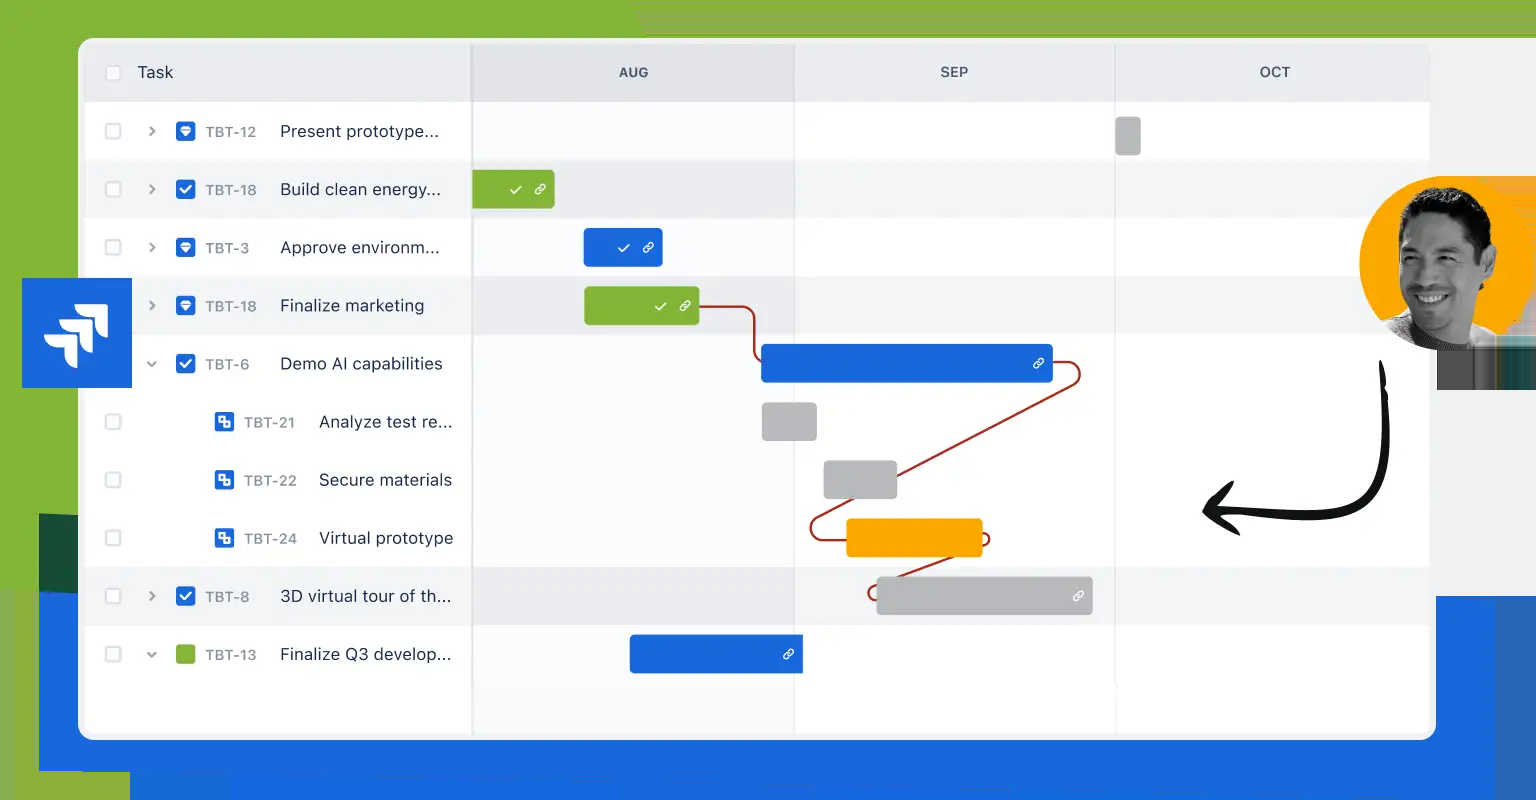 Task
AUG
SEP
OCT
TBT-12 Present prototype...
TBT-18 Build clean energy...
TBT-3 Approve environm...
TBT-18 Finalize marketing
TBT-6 Demo AI capabilities
TBT-21 Analyze test re...
TBT-22 Secure materials
TBT-24 Virtual prototype
TBT-8 3D virtual tour of th...
TBT-13 Finalize Q3 develop...